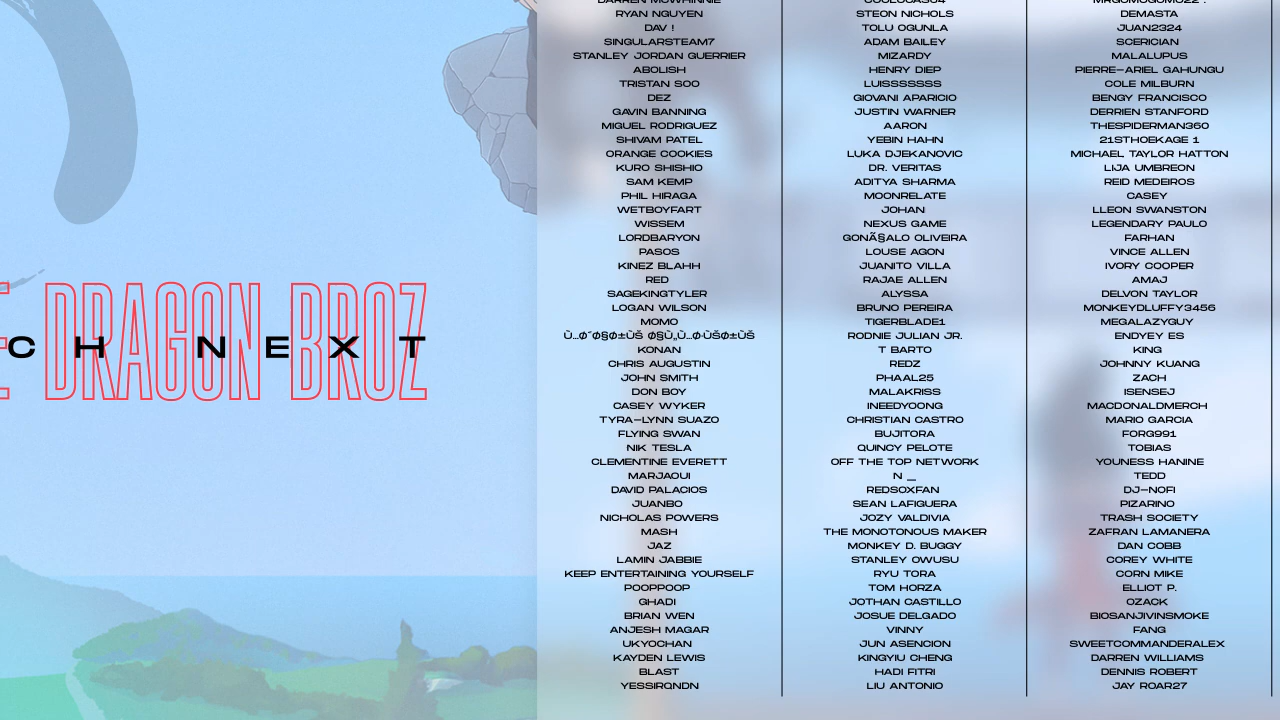 E DRAGON BROZ
CH NEXT
DARREN MCWHINNIE
RYAN NGUYEN
DAV !
SINGULARSTEAM7
STANLEY JORDAN GUERRIER
ABOLISH
TRISTAN SOO
DEZ
GAVIN BANNING
MIGUEL RODRIGUEZ
SHIVAM PATEL
ORANGE COOKIES
KURO SHISHIO
SAM KEMP
PHIL HIRAGA
WETBOYFART
WISSEM
LORDBARYON
PASOS
KINEZ BLAHH
RED
SAGEKINGTYLER
LOGAN WILSON
MOMO
KONAN
CHRIS AUGUSTIN
JOHN SMITH
DON BOY
CASEY WYKER
TYRA-LYNN SUAZO
FLYING SWAN
NIK TESLA
CLEMENTINE EVERETT
MARJAOUI
DAVID PALACIOS
JUANBO
NICHOLAS POWERS
MASH
JAZ
LAMIN JABBIE
KEEP ENTERTAINING YOURSELF
POOPPOOP
GHADI
BRIAN WEN
ANJESH MAGAR
UKYOCHAN
KAYDEN LEWIS
BLAST
YESSIRQNDN
STEON NICHOLS
TOLU OGUNLA
ADAM BAILEY
MIZARDY
HENRY DIEP
LUISSSSSSS
GIOVANI APARICIO
JUSTIN WARNER
AARON
YEBIN HAHN
LUKA DJEKANOVIC
DR. VERITAS
ADITYA SHARMA
MOONRELATE
JOHAN
NEXUS GAME
GONÃ§ALO OLIVEIRA
LOUSE AGON
JUANITO VILLA
RAJAE ALLEN
ALYSSA
BRUNO PEREIRA
TIGERBLADE1
RODNIE JULIAN JR.
T BARTO
REDZ
PHAAL25
MALAKRISS
INEEDYOONG
CHRISTIAN CASTRO
BUJITORA
QUINCY PELOTE
OFF THE TOP NETWORK
N __
REDSOXFAN
SEAN LAFIGUERA
JOZY VALDIVIA
THE MONOTONOUS MAKER
MONKEY D. BUGGY
STANLEY OWUSU
RYU TORA
TOM HORZA
JOTHAN CASTILLO
JOSUE DELGADO
VINNY
JUN ASENCION
KINGYIU CHENG
HADI FITRI
LIU ANTONIO
DEMASTA
JUAN2324
SCERICIAN
MALALUPUS
PIERRE-ARIEL GAHUNGU
COLE MILBURN
BENGY FRANCISCO
DERRIEN STANFORD
THESPIDERMAN360
21STHOEKAGE 1
MICHAEL TAYLOR HATTON
LIJA UMBREON
REID MEDEIROS
CASEY
LLEON SWANSTON
LEGENDARY PAULO
FARHAN
VINCE ALLEN
IVORY COOPER
AMAJ
DELVON TAYLOR
MONKEYDLUFFY3456
MEGALAZYGUY
ENDYEY ES
KING
JOHNNY KUANG
ZACH
ISENSEJ
MACDONALDMERCH
MARIO GARCIA
FORG991
TOBIAS
YOUNESS HANINE
TEDD
DJ-NOFI
PIZARINO
TRASH SOCIETY
ZAFRAN LAMANERA
DAN COBB
COREY WHITE
CORN MIKE
ELLIOT P.
OZACK
BIOSANJIVINSMOKE
FANG
SWEETCOMMANDERALEX
DARREN WILLIAMS
DENNIS ROBERT
JAY ROAR27